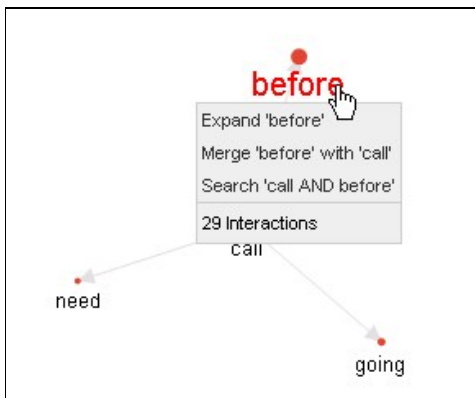 before
Expand 'before'
Merge 'before' with 'call'
Search 'call AND before'
29 Interactions
call
need
going